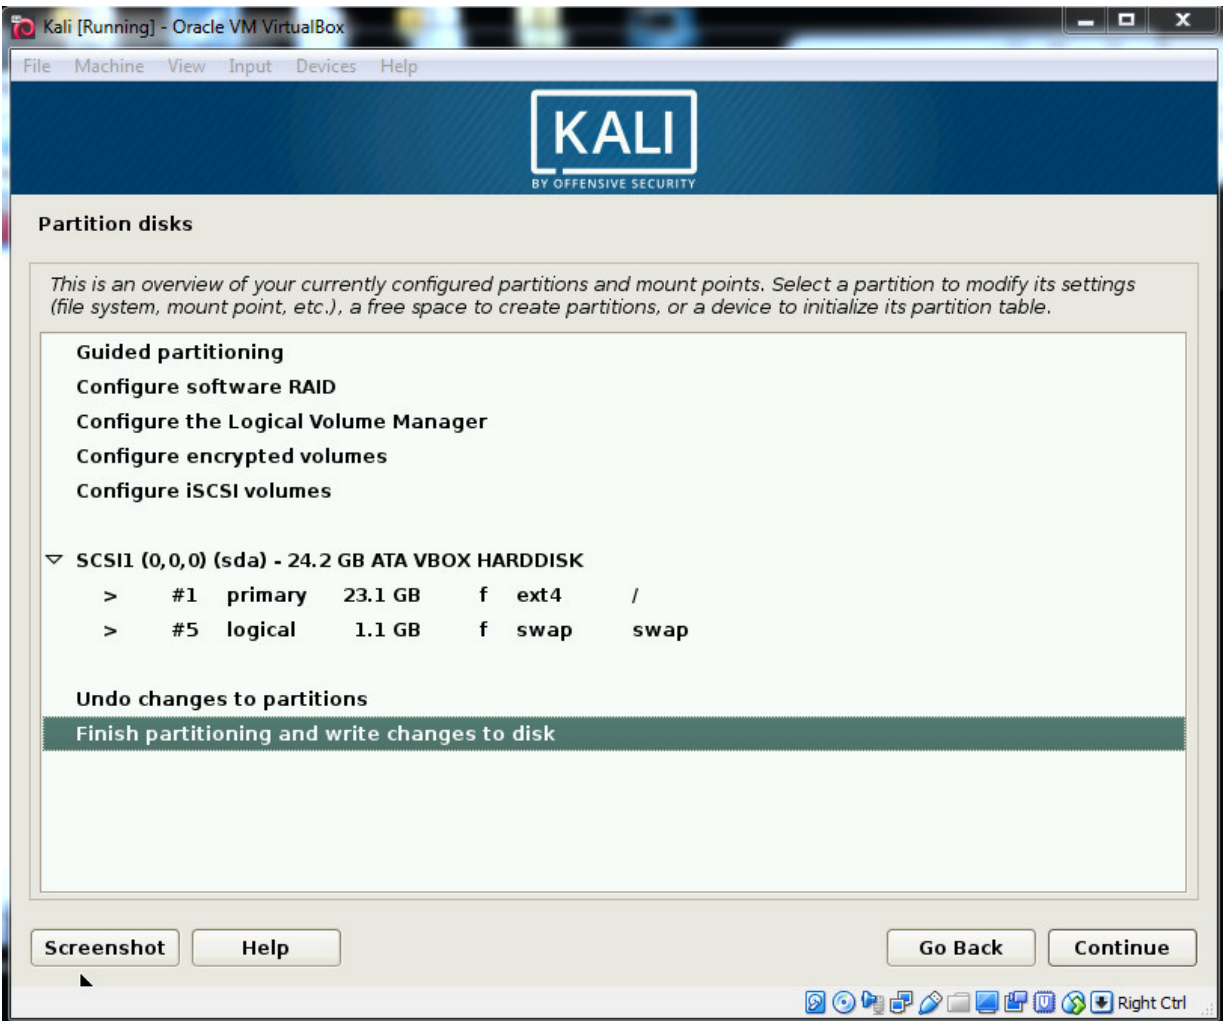 Kali [Running] - Oracle VM VirtualBox
File Machine View Input Devices Help
KALI
BY OFFENSIVE SECURITY
Partition disks
This is an overview of your currently configured partitions and mount points. Select a partition to modify its settings
(file system, mount point, etc.), a free space to create partitions, or a device to initialize its partition table.
Guided partitioning
Configure software RAID
Configure the Logical Volume Manager
Configure encrypted volumes
Configure iSCSI volumes
SCSI1 (0,0,0) (sda) - 24.2 GB ATA VBOX HARDDISK
> #1 primary 23.1 GB f ext4 /
> #5 logical 1.1 GB f swap swap
Undo changes to partitions
Finish partitioning and write changes to disk
Screenshot Help Go Back Continue
Right Ctrl